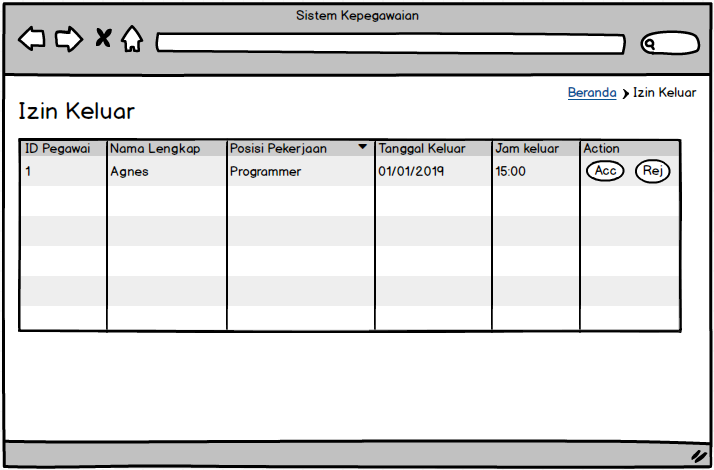 Sistem Kepegawaian
Beranda > Izin Keluar
Izin Keluar
ID Pegawai Nama Lengkap Posisi Pekerjaan Tanggal Keluar Jam keluar Action
1 Agnes Programmer 01/01/2019 15:00 Acc Rej